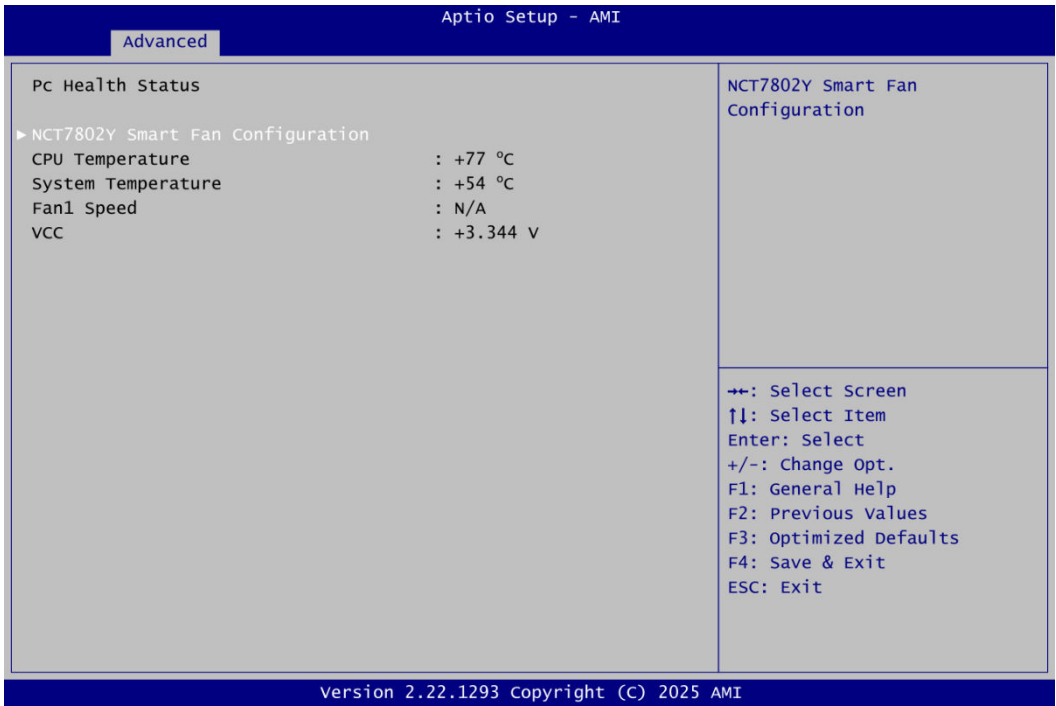 Aptio Setup - AMI
Advanced
Pc Health Status
► NCT7802Y Smart Fan Configuration
CPU Temperature : +77 °C
System Temperature : +54 °C
Fan1 Speed : N/A
VCC : +3.344 V
NCT7802Y Smart Fan
Configuration
→←: Select Screen
↑↓: Select Item
Enter: Select
+/-: Change Opt.
F1: General Help
F2: Previous Values
F3: Optimized Defaults
F4: Save & Exit
ESC: Exit
Version 2.22.1293 Copyright (C) 2025 AMI